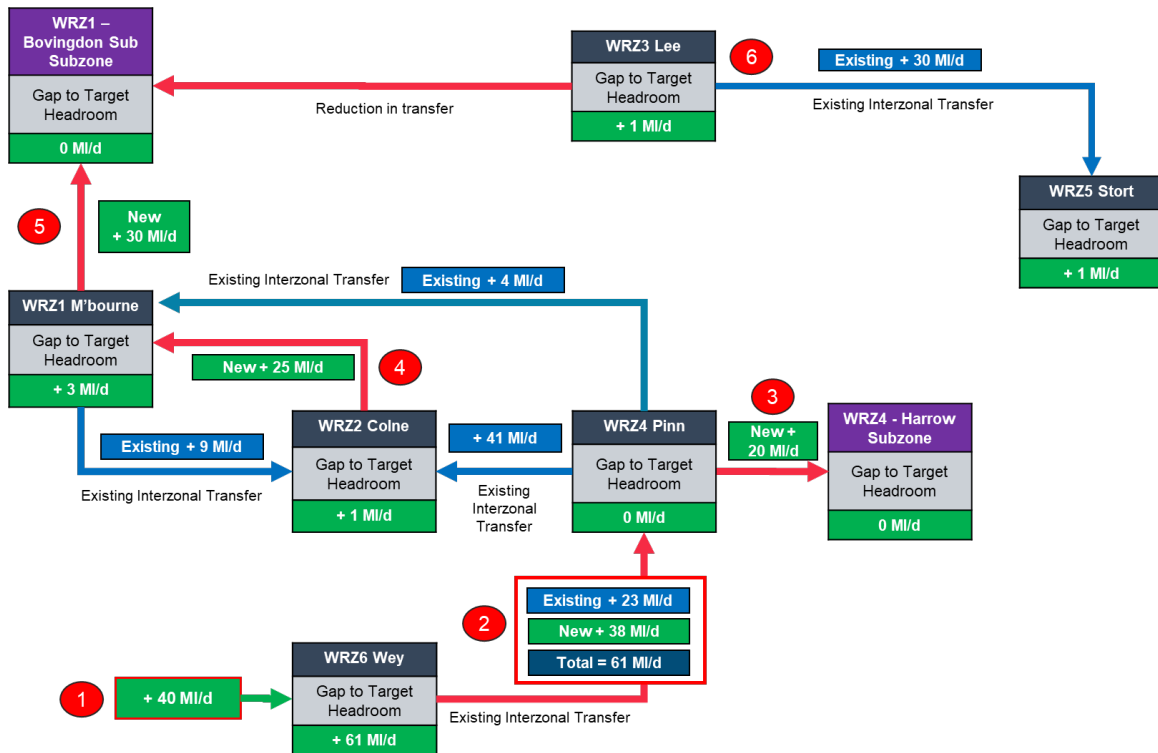 WRZ1 –
Bovingdon Sub
Subzone
Gap to Target
Headroom
0 Ml/d
WRZ3 Lee
Gap to Target
Headroom
+ 1 Ml/d
6
Existing + 30 Ml/d
Existing Interzonal Transfer
Reduction in transfer
WRZ5 Stort
Gap to Target
Headroom
+ 1 Ml/d
5
New
+ 30 Ml/d
Existing Interzonal Transfer
Existing + 4 Ml/d
WRZ1 M'bourne
Gap to Target
Headroom
+ 3 Ml/d
New + 25 Ml/d
4
3
New +
20 Ml/d
WRZ4 - Harrow
Subzone
Gap to Target
Headroom
0 Ml/d
Existing + 9 Ml/d
Existing Interzonal Transfer
WRZ2 Colne
Gap to Target
Headroom
+ 1 Ml/d
+ 41 Ml/d
Existing
Interzonal
Transfer
WRZ4 Pinn
Gap to Target
Headroom
0 Ml/d
2
Existing + 23 Ml/d
New + 38 Ml/d
Total = 61 Ml/d
1
+ 40 Ml/d
WRZ6 Wey
Gap to Target
Headroom
+ 61 Ml/d
Existing Interzonal Transfer